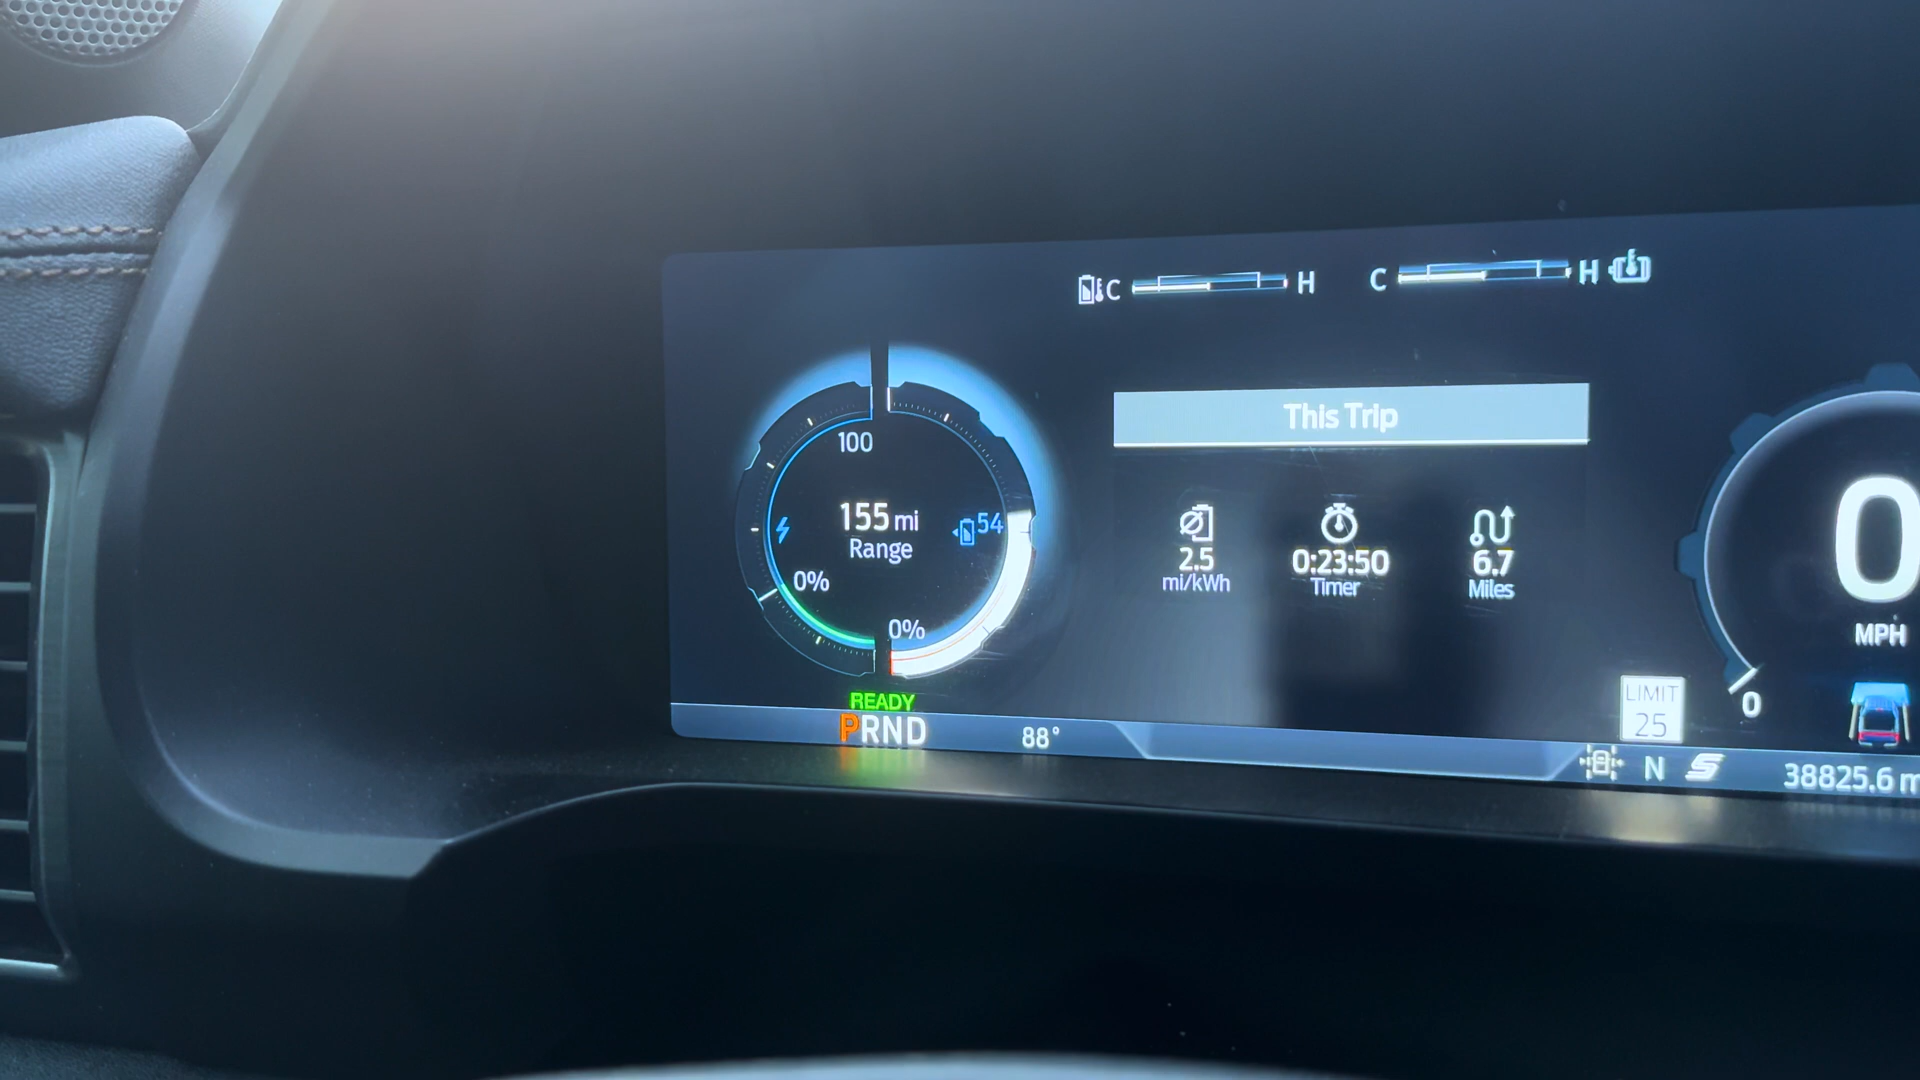 C H
C H
This Trip
100
155 mi
Range
54
0%
0%
2.5
mi/kWh
0:23:50
Timer
6.7
Miles
0
MPH
0
LIMIT
25
READY
PRND
88°
N
38825.6 m